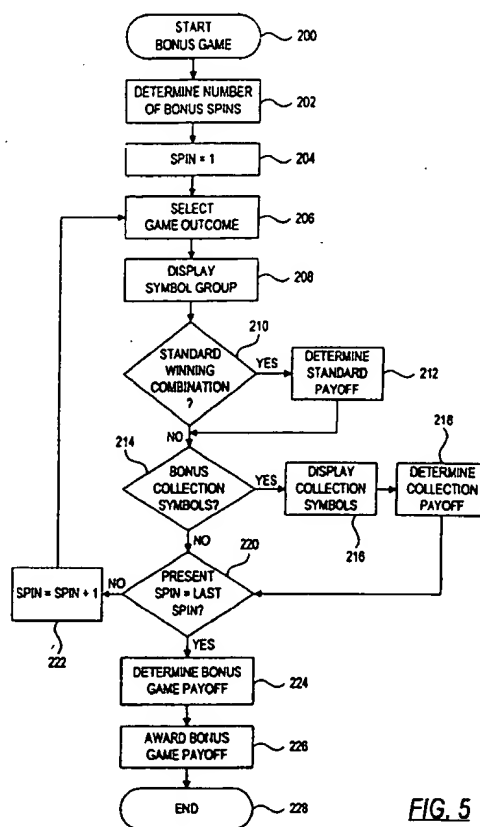 START
BONUS GAME
200
DETERMINE NUMBER
OF BONUS SPINS
202
SPIN = 1
204
SELECT
GAME OUTCOME
206
DISPLAY
SYMBOL GROUP
208
210
STANDARD
WINNING
COMBINATION
?
YES
DETERMINE
STANDARD
PAYOFF
212
NO
214
BONUS
COLLECTION
SYMBOLS?
YES
DISPLAY
COLLECTION
SYMBOLS
216
218
DETERMINE
COLLECTION
PAYOFF
NO
220
PRESENT
SPIN = LAST
SPIN?
NO
SPIN = SPIN + 1
222
YES
DETERMINE BONUS
GAME PAYOFF
224
AWARD BONUS
GAME PAYOFF
226
END
228
FIG. 5